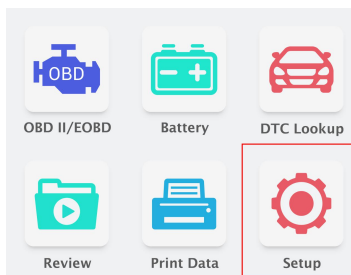 OBD
OBD II/EOBD
Battery
DTC Lookup
Review
Print Data
Setup